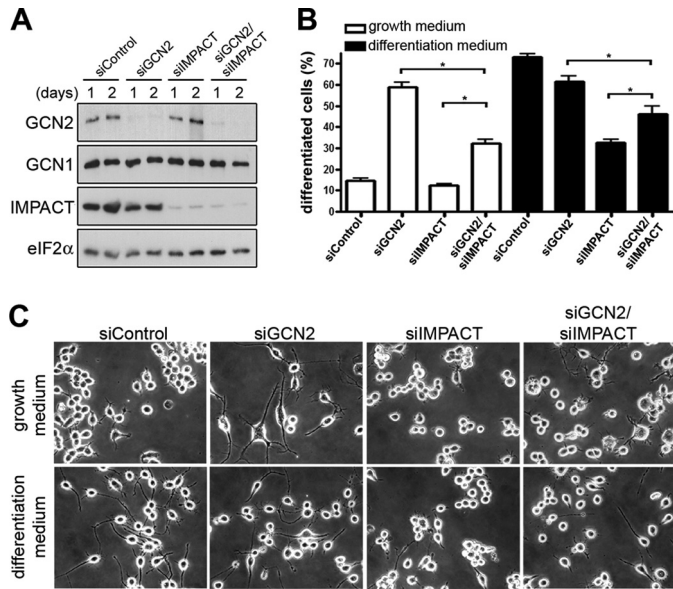 A
siControl
siGCN2
siIMPACT
siGCN2/
siIMPACT
(days) 1 2 1 2 1 2 1 2
GCN2
GCN1
IMPACT
eIF2α
B
growth medium
differentiation medium
differentiated cells (%)
70
60
50
40
30
20
10
0
*
*
*
*
siControl
siGCN2
siIMPACT
siGCN2/
siIMPACT
siControl
siGCN2
siIMPACT
siGCN2/
siIMPACT
C
siControl
siGCN2
siIMPACT
siGCN2/
siIMPACT
growth
medium
differentiation
medium